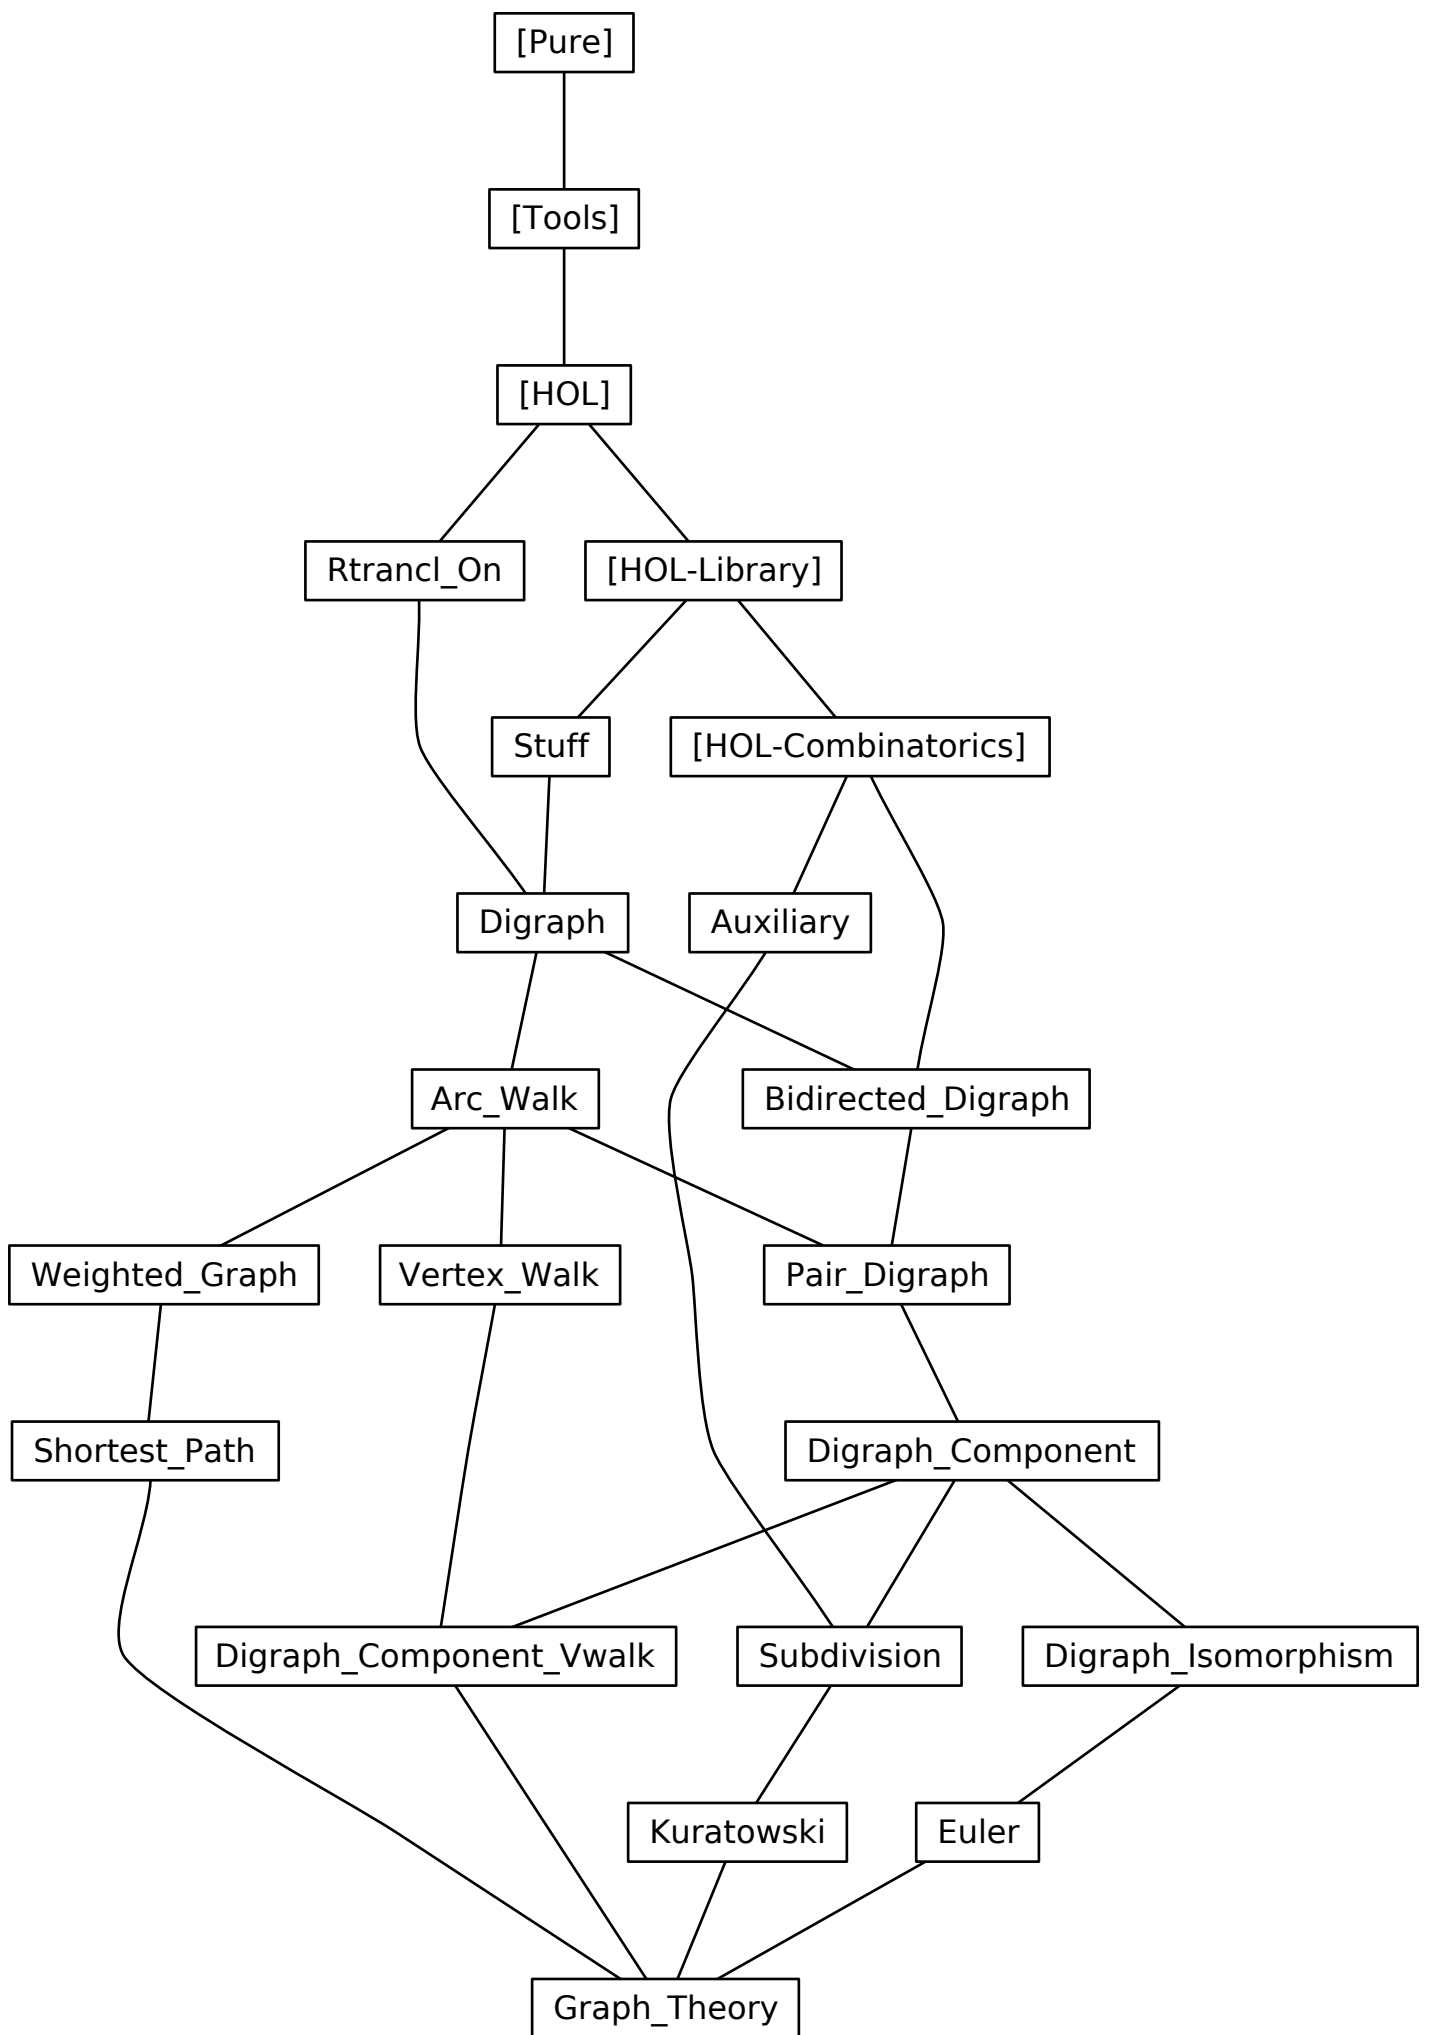 [Pure]
[Tools]
[HOL]
Rtrancl_On
[HOL-Library]
Stuff
[HOL-Combinatorics]
Digraph
Auxiliary
Arc_Walk
Bidirected_Digraph
Weighted_Graph
Vertex_Walk
Pair_Digraph
Shortest_Path
Digraph_Component
Digraph_Component_Vwalk
Subdivision
Digraph_Isomorphism
Kuratowski
Euler
Graph_Theory